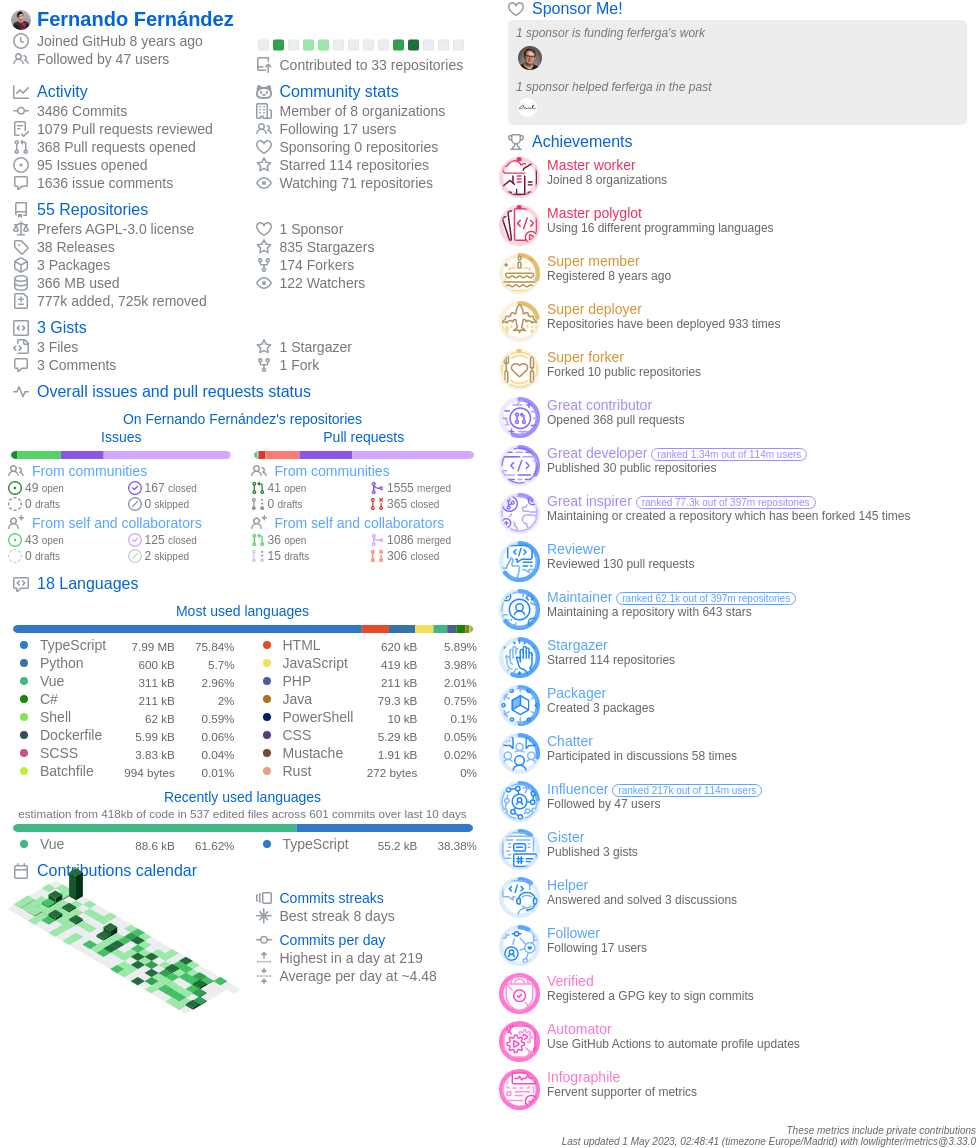 Fernando Fernández
Joined GitHub 8 years ago
Followed by 47 users
Contributed to 33 repositories
Activity
3486 Commits
1079 Pull requests reviewed
368 Pull requests opened
95 Issues opened
1636 issue comments
Community stats
Member of 8 organizations
Following 17 users
Sponsoring 0 repositories
Starred 114 repositories
Watching 71 repositories
55 Repositories
Prefers AGPL-3.0 license
38 Releases
3 Packages
366 MB used
777k added, 725k removed
1 Sponsor
835 Stargazers
174 Forkers
122 Watchers
3 Gists
3 Files
3 Comments
1 Stargazer
1 Fork
Overall issues and pull requests status
On Fernando Fernández's repositories
Issues
From communities
49 open 167 closed
0 drafts 0 skipped
From self and collaborators
43 open 125 closed
0 drafts 2 skipped
Pull requests
From communities
41 open 1555 merged
0 drafts 365 closed
From self and collaborators
36 open 1086 merged
15 drafts 306 closed
18 Languages
Most used languages
TypeScript 7.99 MB 75.84%
Python 600 kB 5.7%
Vue 311 kB 2.96%
C# 211 kB 2%
Shell 62 kB 0.59%
Dockerfile 5.99 kB 0.06%
SCSS 3.83 kB 0.04%
Batchfile 994 bytes 0.01%
HTML 620 kB 5.89%
JavaScript 419 kB 3.98%
PHP 211 kB 2.01%
Java 79.3 kB 0.75%
PowerShell 10 kB 0.1%
CSS 5.29 kB 0.05%
Mustache 1.91 kB 0.02%
Rust 272 bytes 0%
Recently used languages
estimation from 418kb of code in 537 edited files across 601 commits over last 10 days
Vue 88.6 kB 61.62%
TypeScript 55.2 kB 38.38%
Contributions calendar
Commits streaks
Best streak 8 days
Commits per day
Highest in a day at 219
Average per day at ~4.48
Sponsor Me!
1 sponsor is funding ferferga's work
1 sponsor helped ferferga in the past
Achievements
Master worker
Joined 8 organizations
Master polyglot
Using 16 different programming languages
Super member
Registered 8 years ago
Super deployer
Repositories have been deployed 933 times
Super forker
Forked 10 public repositories
Great contributor
Opened 368 pull requests
Great developer ranked 1.34m out of 114m users
Published 30 public repositories
Great inspirer ranked 77.3k out of 397m repositories
Maintaining or created a repository which has been forked 145 times
Reviewer
Reviewed 130 pull requests
Maintainer ranked 62.1k out of 397m repositories
Maintaining a repository with 643 stars
Stargazer
Starred 114 repositories
Packager
Created 3 packages
Chatter
Participated in discussions 58 times
Influencer ranked 217k out of 114m users
Followed by 47 users
Gister
Published 3 gists
Helper
Answered and solved 3 discussions
Follower
Following 17 users
Verified
Registered a GPG key to sign commits
Automator
Use GitHub Actions to automate profile updates
Infographile
Fervent supporter of metrics
These metrics include private contributions
Last updated 1 May 2023, 02:48:41 (timezone Europe/Madrid) with lowlighter/metrics@3.33.0